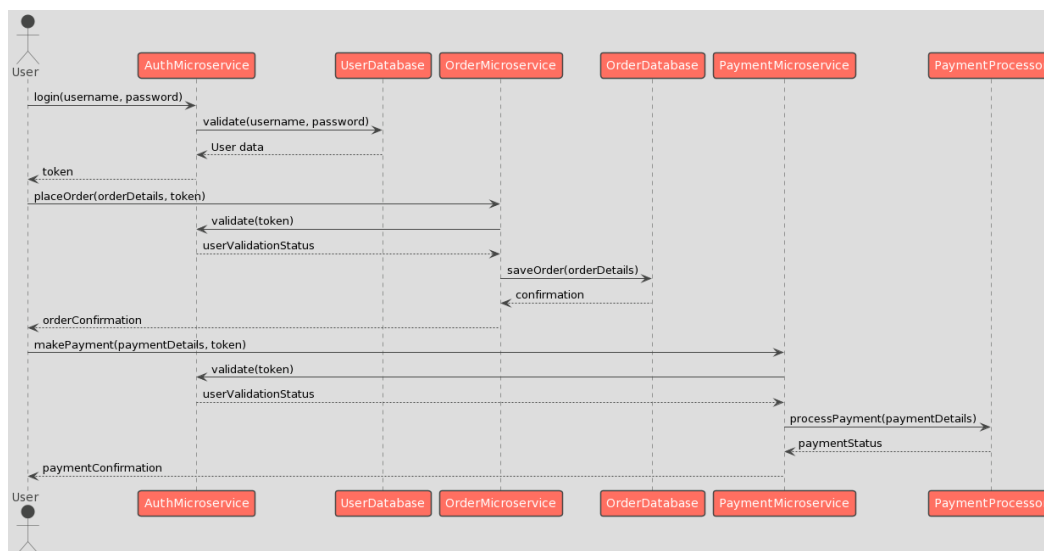 User
AuthMicroservice
UserDatabase
OrderMicroservice
OrderDatabase
PaymentMicroservice
PaymentProcesso
login(username, password)
validate(username, password)
User data
token
placeOrder(orderDetails, token)
validate(token)
userValidationStatus
saveOrder(orderDetails)
confirmation
orderConfirmation
makePayment(paymentDetails, token)
validate(token)
userValidationStatus
processPayment(paymentDetails)
paymentStatus
paymentConfirmation
User
AuthMicroservice
UserDatabase
OrderMicroservice
OrderDatabase
PaymentMicroservice
PaymentProcesso